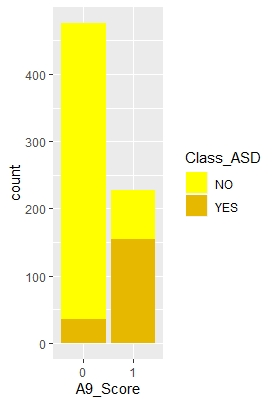 count
400
300
200
100
0
0 1
A9_Score
Class_ASD
NO
YES